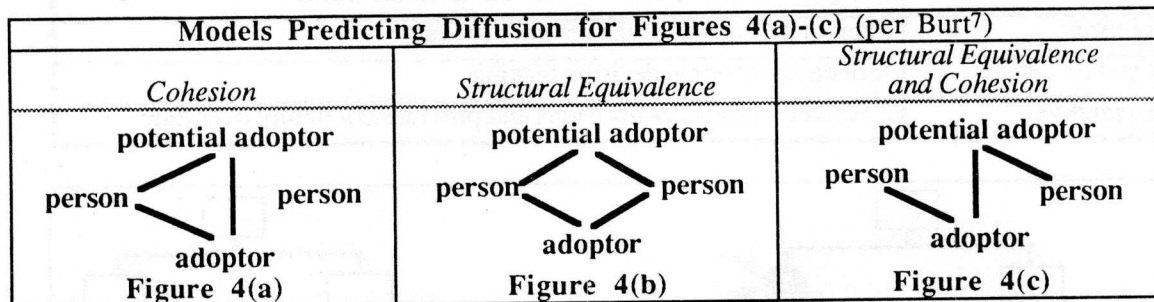 Models Predicting Diffusion for Figures 4(a)-(c) (per Burt7)
Cohesion
Structural Equivalence
Structural Equivalence
and Cohesion
potential adoptor
person
person
adoptor
Figure 4(a)
potential adoptor
person
person
adoptor
Figure 4(b)
potential adoptor
person
person
adoptor
Figure 4(c)